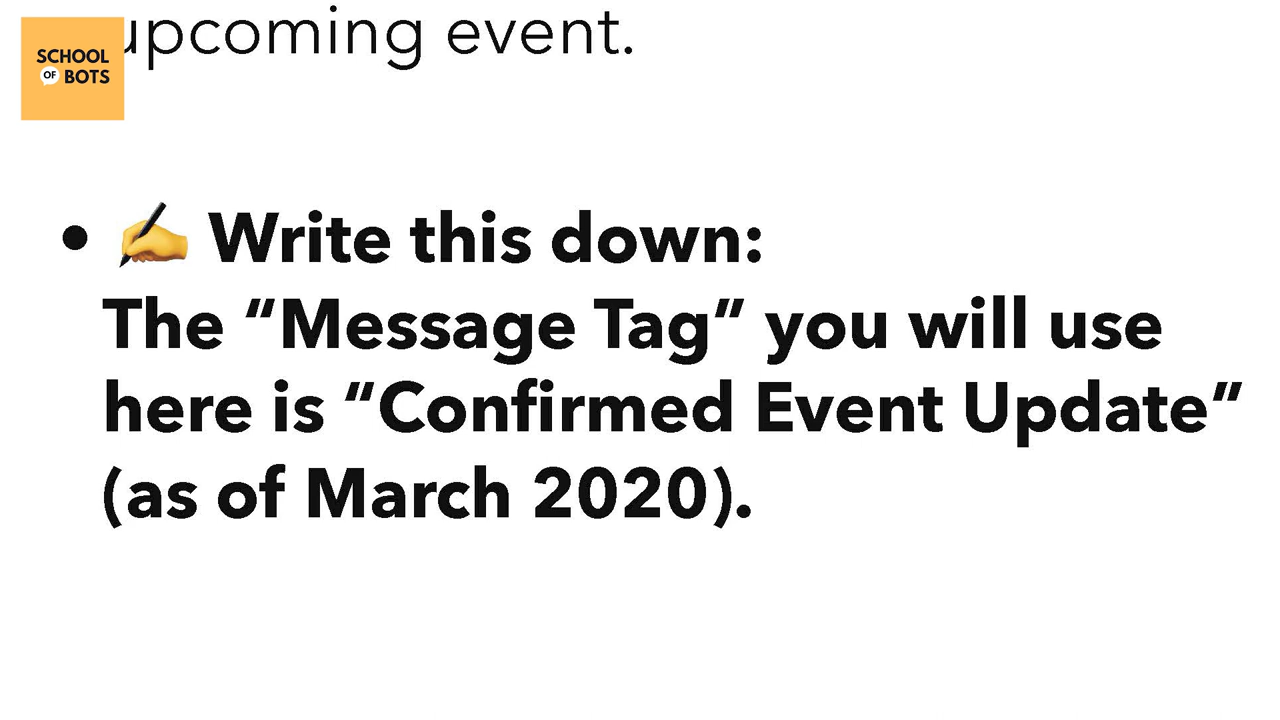 upcoming event.
SCHOOL
OF BOTS
• ✍️ Write this down:
The “Message Tag” you will use
here is “Confirmed Event Update”
(as of March 2020).